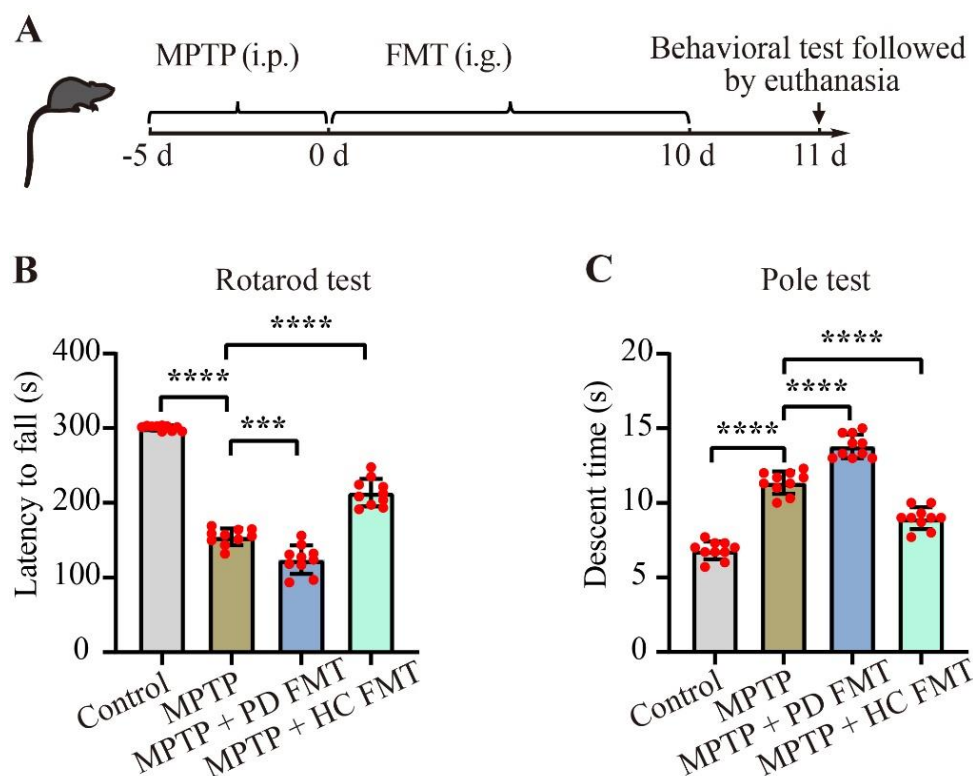 A
MPTP (i.p.)
FMT (i.g.)
Behavioral test followed
by euthanasia
-5 d
0 d
10 d
11 d
B
Rotarod test
****
****
***
Latency to fall (s)
400
300
200
100
0
Control
MPTP
MPTP + PD FMT
MPTP + HC FMT
C
Pole test
****
****
****
Descent time (s)
20
15
10
5
0
Control
MPTP
MPTP + PD FMT
MPTP + HC FMT